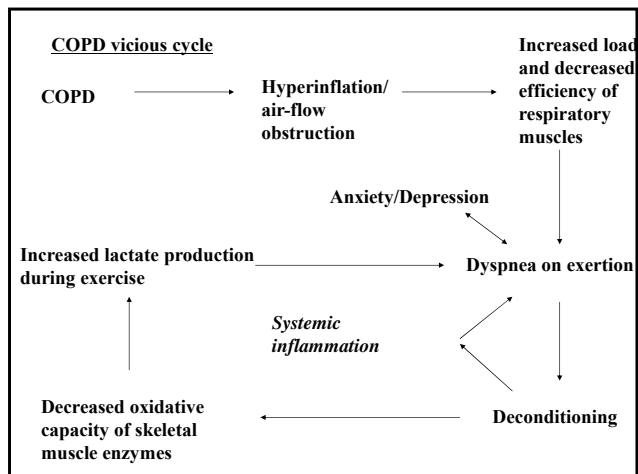 COPD vicious cycle
COPD
Hyperinflation/
air-flow
obstruction
Increased load
and decreased
efficiency of
respiratory
muscles
Anxiety/Depression
Increased lactate production
during exercise
Dyspnea on exertion
Systemic
inflammation
Decreased oxidative
capacity of skeletal
muscle enzymes
Deconditioning